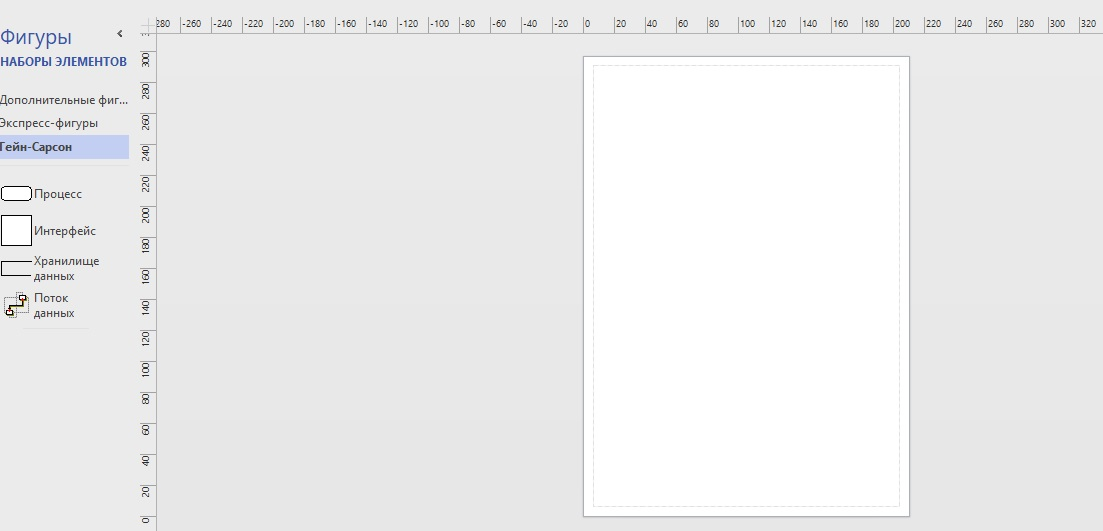 Фигуры
НАБОРЫ ЭЛЕМЕНТОВ
Дополнительные фиг...
Экспресс-фигуры
Гейн-Сарсон
Процесс
Интерфейс
Хранилище
данных
Поток
данных
280 -260 -240 -220 -200 -180 -160 -140 -120 -100 -80 -60 -40 -20 0 20 40 60 80 100 120 140 160 180 200 220 240 260 280 300 320
300
280
260
240
220
200
180
160
140
120
100
80
60
40
20
0